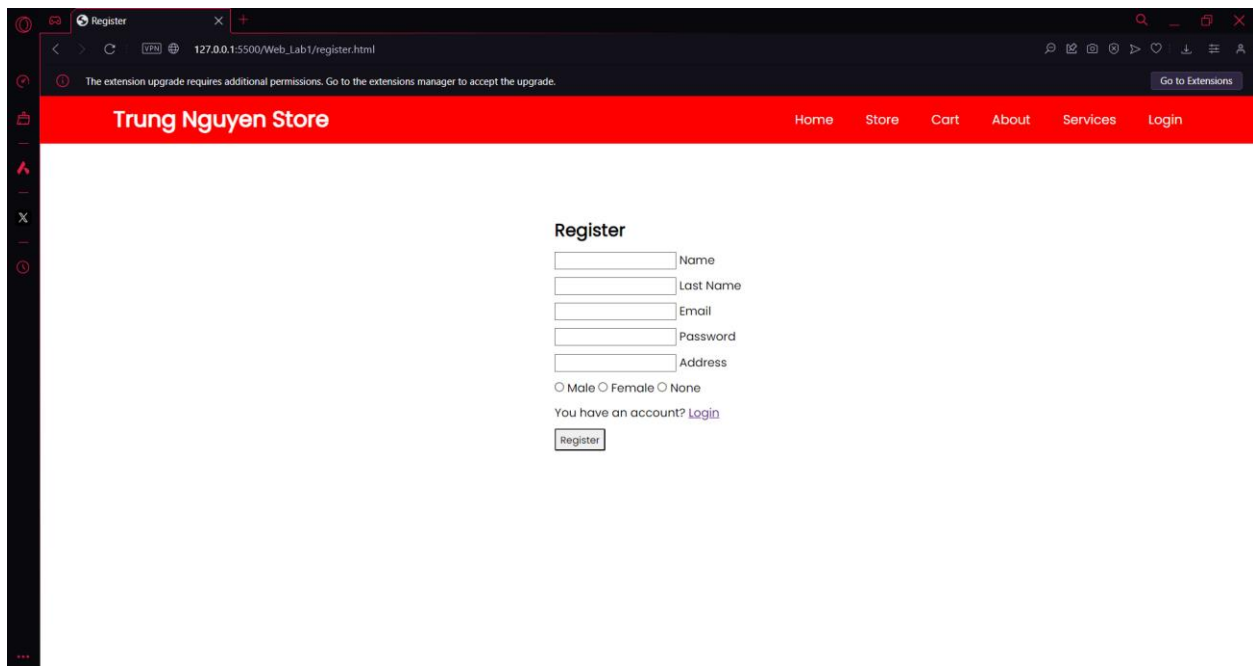 Register
VPN 127.0.0.1:5500/Web_Lab1/register.html
The extension upgrade requires additional permissions. Go to the extensions manager to accept the upgrade. Go to Extensions
Trung Nguyen Store Home Store Cart About Services Login
Register
Name
Last Name
Email
Password
Address
Male Female None
You have an account? Login
Register